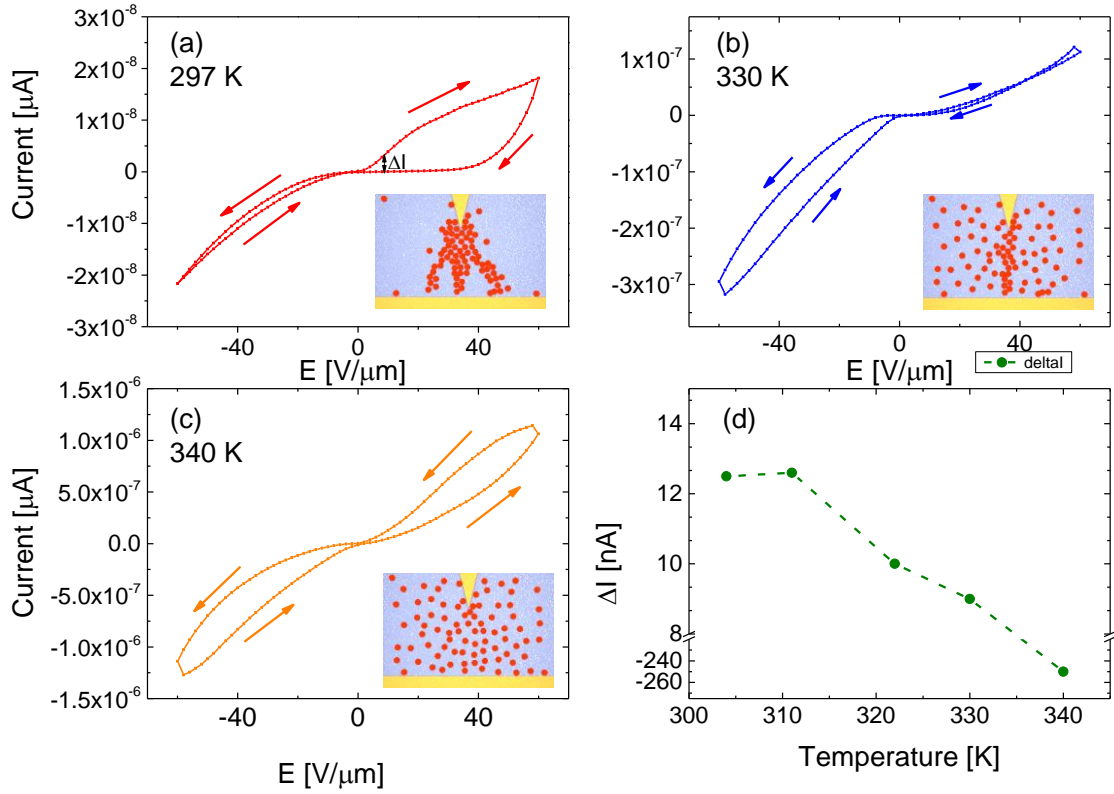 (a)
297 K
3x10⁻⁸
2x10⁻⁸
1x10⁻⁸
0
-1x10⁻⁸
-2x10⁻⁸
-3x10⁻⁸
Current [μA]
ΔI
-40 0 40
E [V/μm]
(b)
330 K
1x10⁻⁷
0
-1x10⁻⁷
-2x10⁻⁷
-3x10⁻⁷
-40 0 40
E [V/μm]
(c)
340 K
1.5x10⁻⁶
1.0x10⁻⁶
5.0x10⁻⁷
0.0
-5.0x10⁻⁷
-1.0x10⁻⁶
-1.5x10⁻⁶
Current [μA]
-40 0 40
E [V/μm]
deltaI
(d)
14
12
10
8
-240
-260
ΔI [nA]
300 310 320 330 340
Temperature [K]